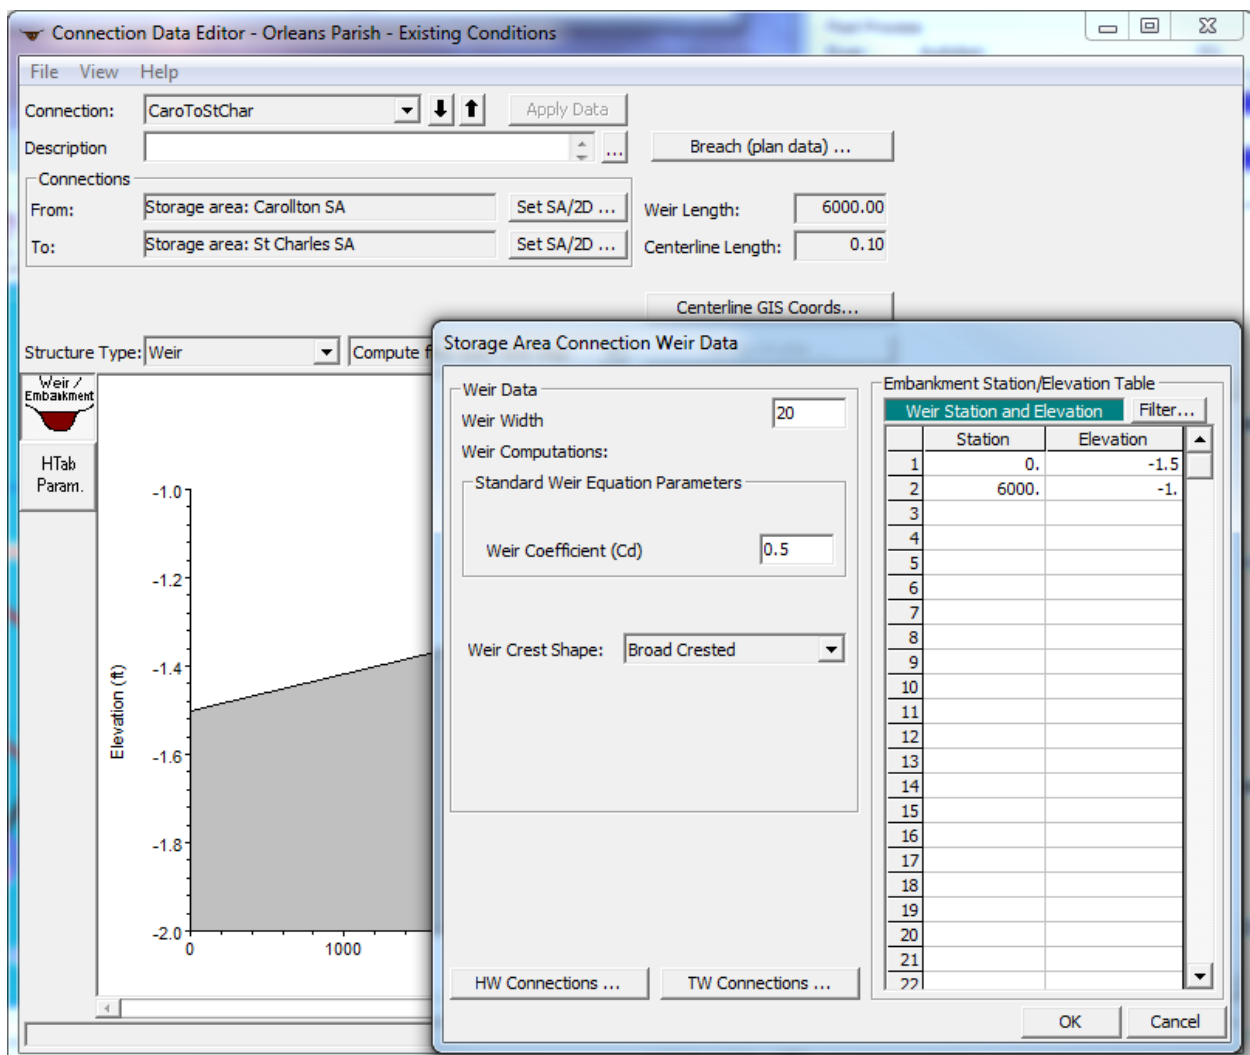 Connection Data Editor - Orleans Parish - Existing Conditions
File View Help
Connection: CaroToStChar Apply Data
Description ... Breach (plan data) ...
Connections
From: Storage area: Carollton SA Set SA/2D ... Weir Length: 6000.00
To: Storage area: St Charles SA Set SA/2D ... Centerline Length: 0.10
Centerline GIS Coords...
Structure Type: Weir Compute
Weir /
Embankment
HTab
Param.
Elevation (ft)
-1.0
-1.2
-1.4
-1.6
-1.8
-2.0
0 1000
Storage Area Connection Weir Data
Weir Data
Weir Width 20
Weir Computations:
Standard Weir Equation Parameters
Weir Coefficient (Cd) 0.5
Weir Crest Shape: Broad Crested
HW Connections ... TW Connections ...
Embankment Station/Elevation Table
Weir Station and Elevation Filter...
Station Elevation
1 0. -1.5
2 6000. -1.
3
4
5
6
7
8
9
10
11
12
13
14
15
16
17
18
19
20
21
22
OK Cancel